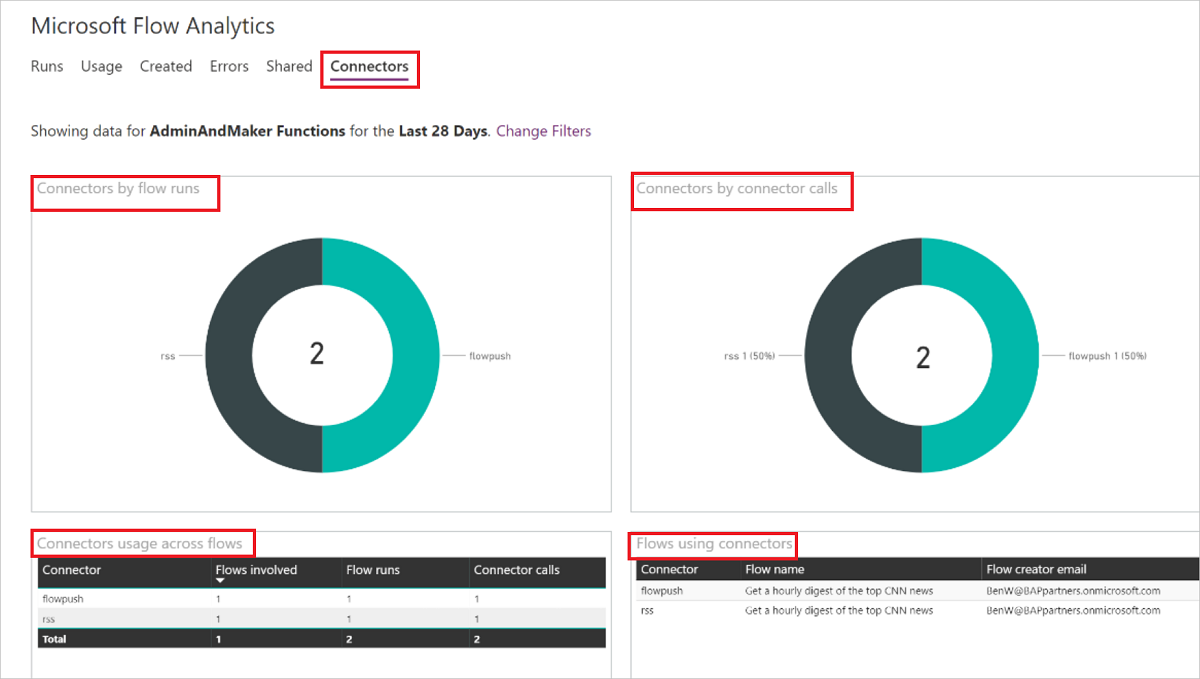 Microsoft Flow Analytics
Runs Usage Created Errors Shared Connectors
Showing data for AdminAndMaker Functions for the Last 28 Days. Change Filters
Connectors by flow runs
2
rss
flowpush
Connectors by connector calls
2
rss 1 (50%)
flowpush 1 (50%)
Connectors usage across flows
Connector Flows involved Flow runs Connector calls
flowpush 1 1 1
rss 1 1 1
Total 1 2 2
Flows using connectors
Connector Flow name Flow creator email
flowpush Get a hourly digest of the top CNN news BenW@BAPpartners.onmicrosoft.com
rss Get a hourly digest of the top CNN news BenW@BAPpartners.onmicrosoft.com